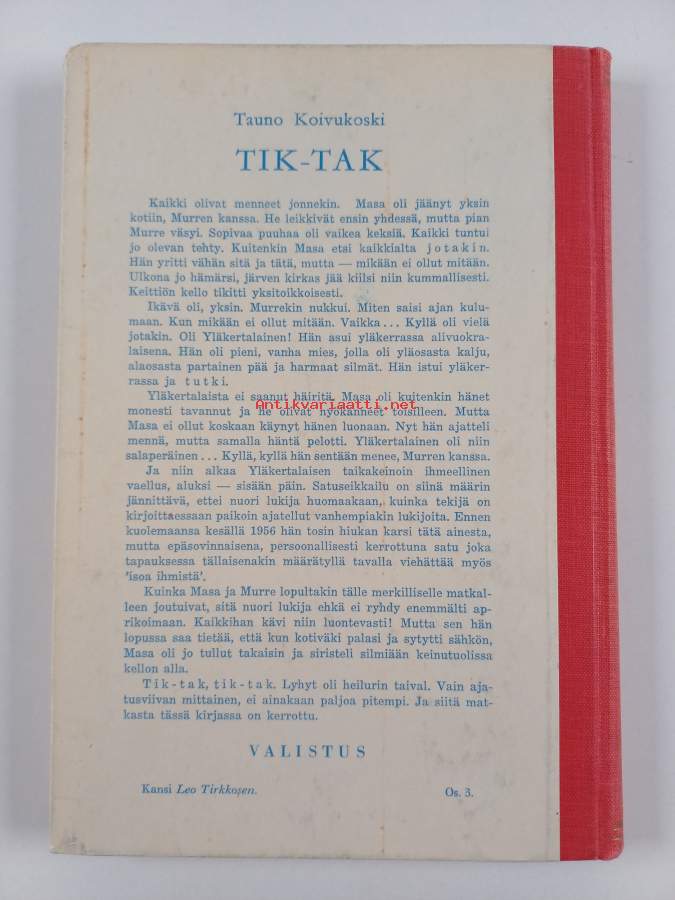 Tauno Koivukoski
TIK-TAK
Kaikki olivat menneet jonnekin. Masa oli jäänyt yksin
kotiin, Murren kanssa. He leikkivät ensin yhdessä, mutta pian
Murre väsyi. Sopivaa puuhaa oli vaikea keksiä. Kaikki tuntui
jo olevan tehty. Kuitenkin Masa etsi kaikkialta jotakin.
Hän yritti vähän sitä ja tätä, mutta — mikään ei ollut mitään.
Ulkona jo hämärsi, järven kirkas jää kiilsi niin kummallisesti.
Keittiön kello tikitti yksitoikkoisesti.
Ikävä oli, yksin. Murrekin nukkui. Miten saisi ajan kulu-
maan. Kun mikään ei ollut mitään. Vaikka... Kyllä oli vielä
jotakin. Oli Yläkertalainen! Hän asui yläkerrassa alivuokra-
laisena. Hän oli pieni, vanha mies, jolla oli yläosasta kalju,
alaosasta partainen pää ja harmaat silmät. Hän istui yläker-
rassa ja tutki.
Yläkertalaista ei saanut häiritä. Masa oli kuitenkin hänet
Antikvariaatti.net
monesti tavannut ja he olivat nyökänneet toisilleen. Mutta
Masa ei ollut koskaan käynyt hänen luonaan. Nyt hän ajatteli
mennä, mutta samalla häntä pelotti. Yläkertalainen oli niin
salaperäinen... Kyllä, kyllä hän sentään menee, Murren kanssa.
Ja niin alkaa Yläkertalaisen taikakeinoin ihmeellinen
vaellus, aluksi — sisään päin. Satuseikkailu on siinä määrin
jännittävä, ettei nuori lukija huomaakaan, kuinka tekijä on
kirjoittaessaan paikoin ajatellut vanhempiakin lukijoita. Ennen
kuolemaansa kesällä 1956 hän tosin hiukan karsi tätä ainesta,
mutta epäsovinnaisena, persoonallisesti kerrottuna satu joka
tapauksessa tällaisenakin määrätyllä tavalla viehättää myös
'isoa ihmistä'.
Kuinka Masa ja Murre lopultakin tälle merkilliselle matkal-
leen joutuivat, sitä nuori lukija ehkä ei ryhdy enemmälti ap-
rikoimaan. Kaikkihan kävi niin luontevasti! Mutta sen hän
lopussa saa tietää, että kun kotiväki palasi ja sytytti sähkön,
Masa oli jo tullut takaisin ja siristeli silmiään keinutuolissa
kellon alla.
Tik-tak, tik-tak. Lyhyt oli heilurin taival. Vain aja-
tusviivan mittainen, ei ainakaan paljoa pitempi. Ja siitä mat-
kasta tässä kirjassa on kerrottu.
VALISTUS
Kansi Leo Tirkkosen.
Os. 3.